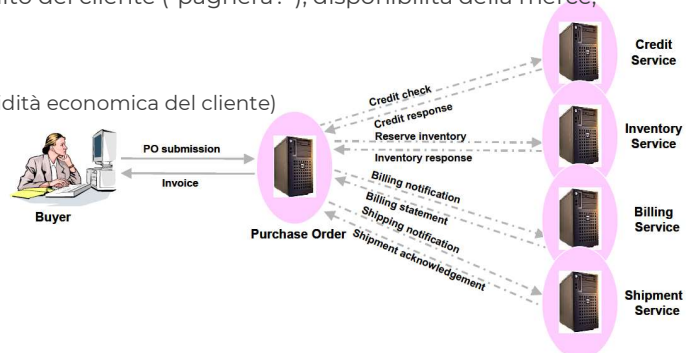 del cliente ("pagherà?"), disponibilità della merce,
economica del cliente)
Credit
Service
Credit check
Credit response
Reserve inventory
Inventory response
Inventory
Service
PO submission
Invoice
Buyer
Purchase Order
Billing notification
Billing statement
Shipping notification
Shipment acknowledgement
Billing
Service
Shipment
Service